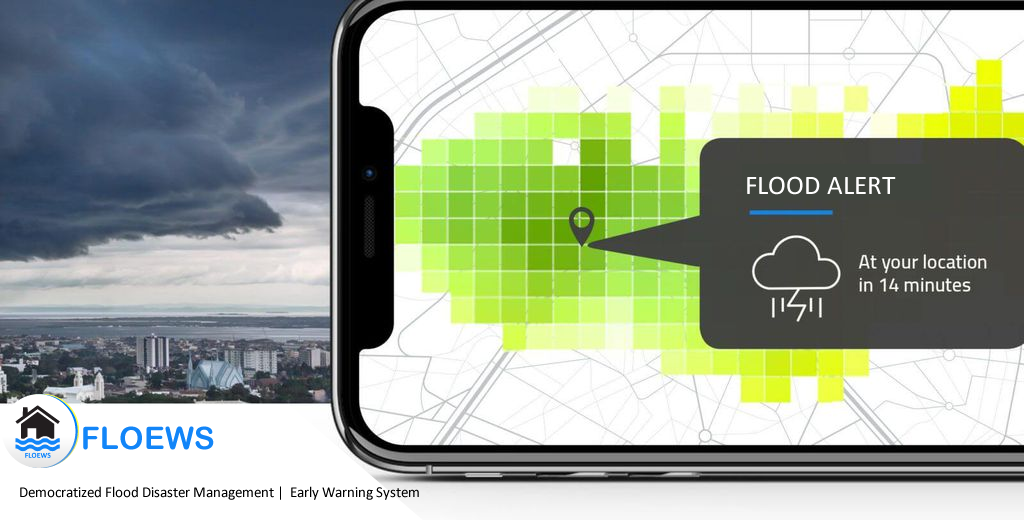 FLOOD ALERT
At your location
in 14 minutes
FLOEWS
FLOEWS
Democratized Flood Disaster Management | Early Warning System